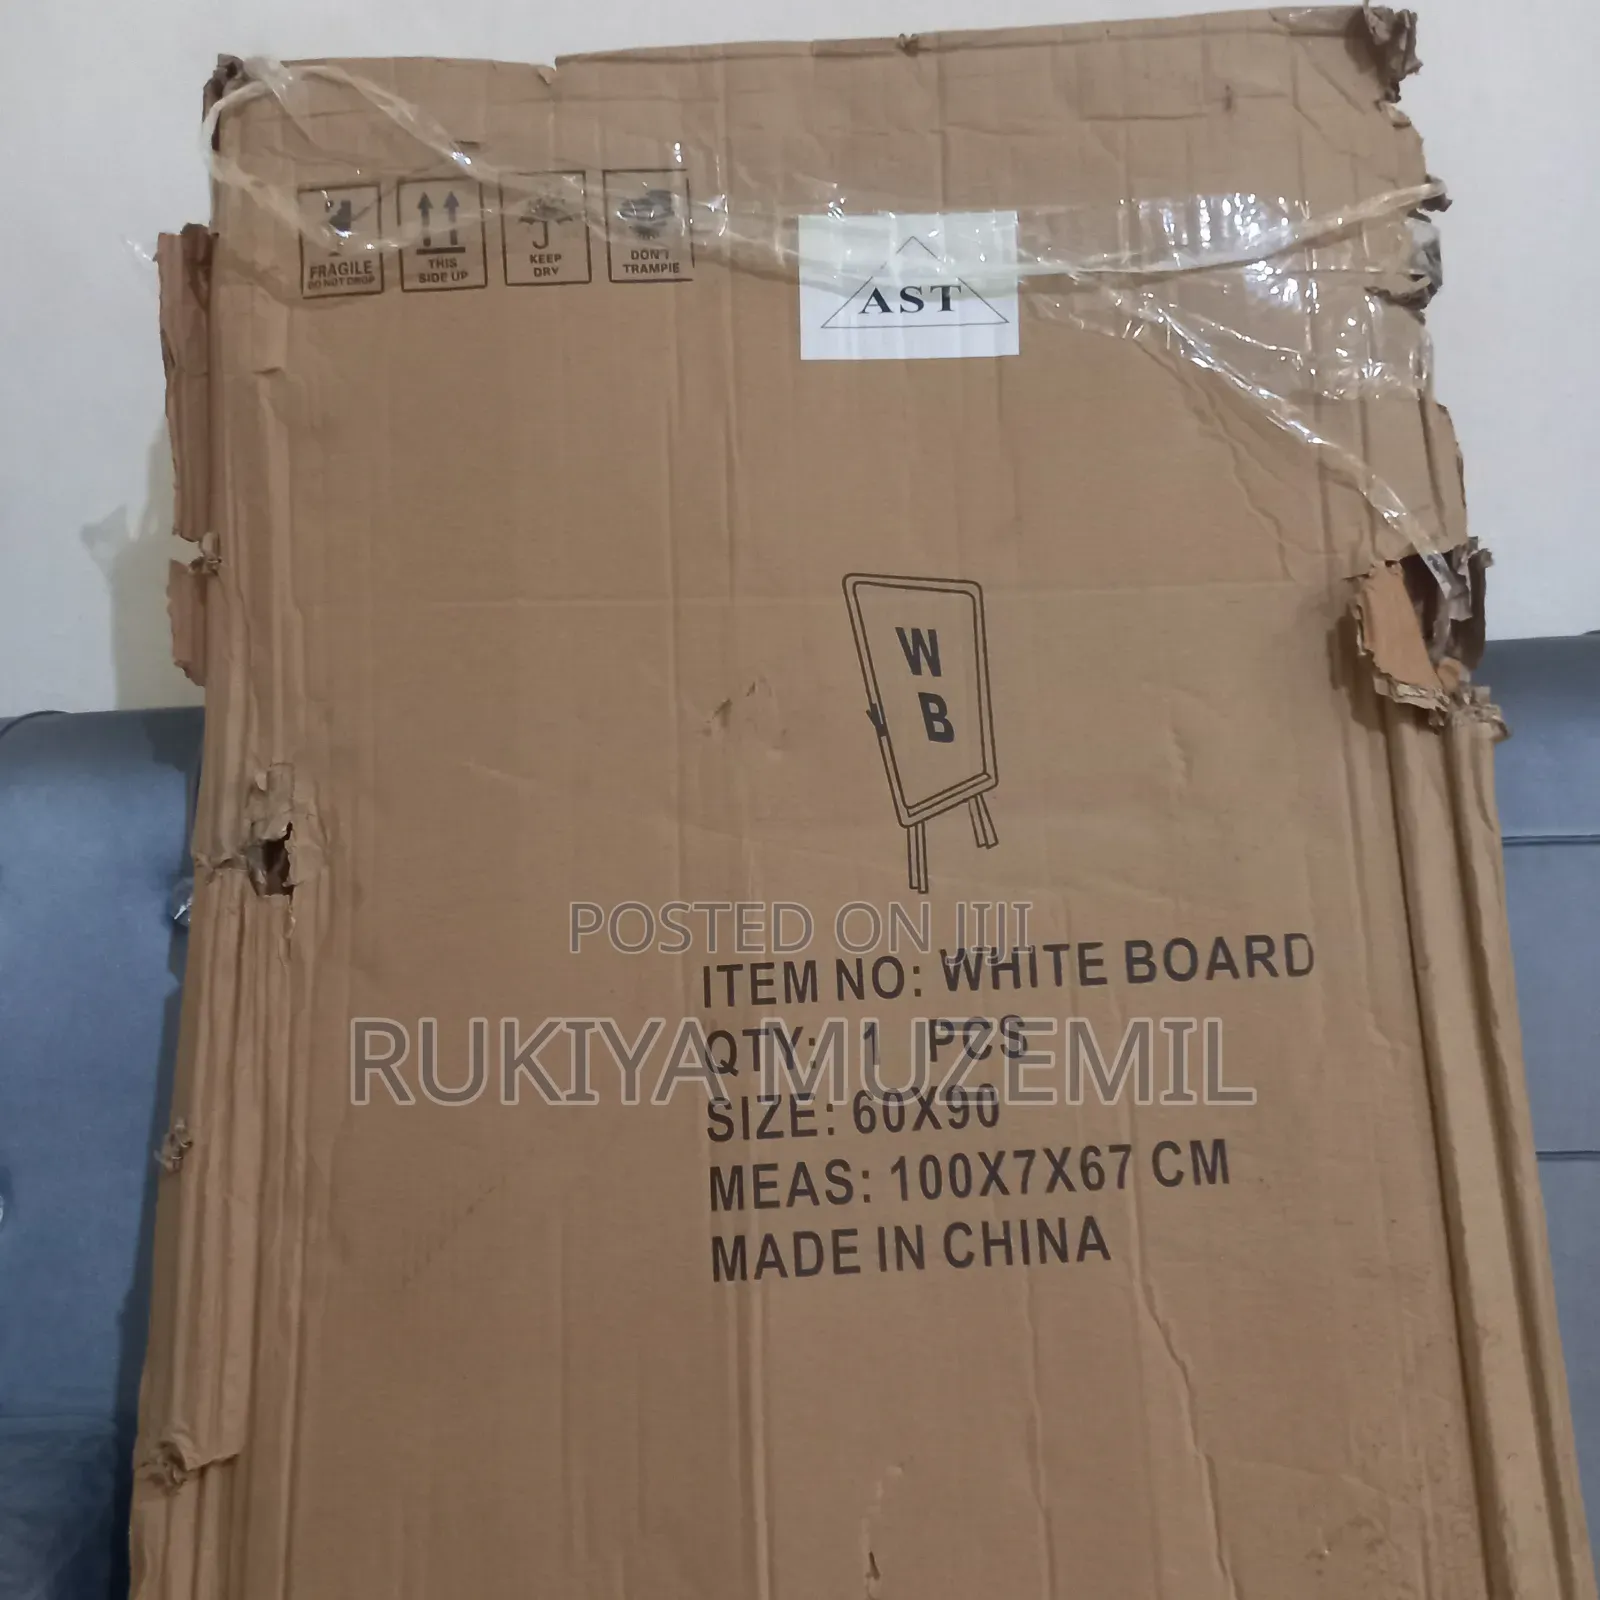 FRAGILE
DO NOT DROP
THIS
SIDE UP
KEEP
DRY
DON'T
TRAMPIE
AST
W
B
POSTED ON JIJI
ITEM NO: WHITE BOARD
RUKIYA MUZEMIL
QTY: 1 PCS
SIZE: 60X90
MEAS: 100X7X67 CM
MADE IN CHINA